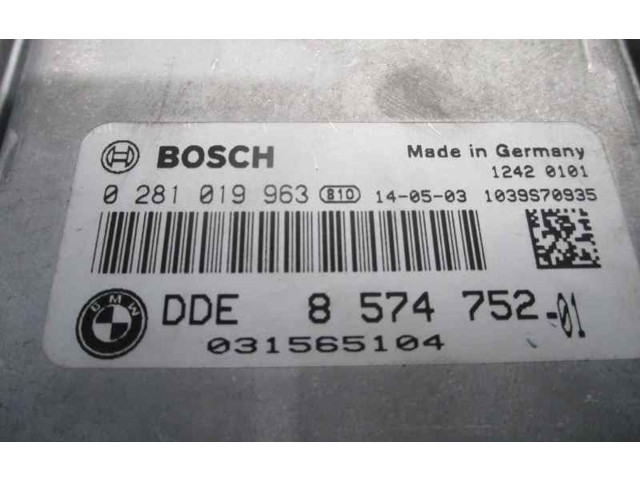 BOSCH Made in Germany
1242 0101
0 281 019 963 B10 14-05-03 1039S70935
BMW DDE 8 574 752-01
031565104